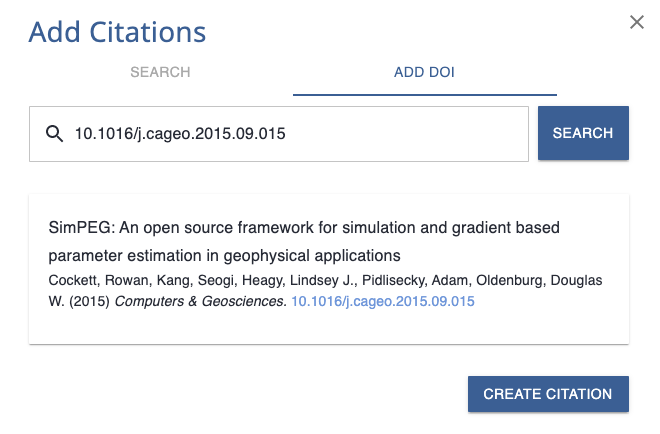 Add Citations
SEARCH
ADD DOI
10.1016/j.cageo.2015.09.015
SEARCH
SimPEG: An open source framework for simulation and gradient based
parameter estimation in geophysical applications
Cockett, Rowan, Kang, Seogi, Heagy, Lindsey J., Pidlisecky, Adam, Oldenburg, Douglas
W. (2015) Computers & Geosciences. 10.1016/j.cageo.2015.09.015
CREATE CITATION